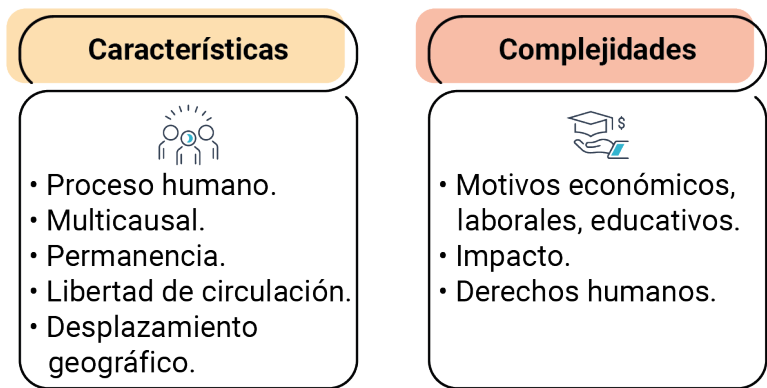 Características
• Proceso humano.
• Multicausal.
• Permanencia.
• Libertad de circulación.
• Desplazamiento
geográfico.
Complejidades
$
• Motivos económicos,
laborales, educativos.
• Impacto.
• Derechos humanos.